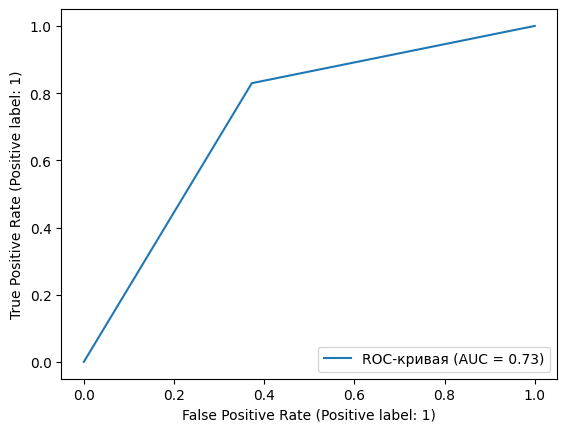 1.0
0.8
0.6
0.4
0.2
0.0
True Positive Rate (Positive label: 1)
ROC-кривая (AUC = 0.73)
0.0 0.2 0.4 0.6 0.8 1.0
False Positive Rate (Positive label: 1)